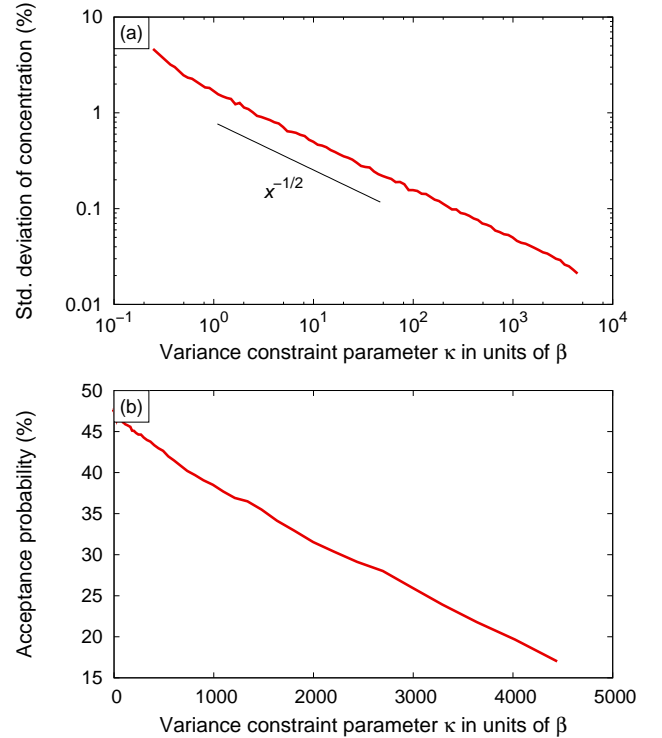 (a)
Std. deviation of concentration (%)
10
1
0.1
0.01
x^{-1/2}
10^{-1} 10^{0} 10^{1} 10^{2} 10^{3} 10^{4}
Variance constraint parameter κ in units of β
(b)
Acceptance probability (%)
50
45
40
35
30
25
20
15
0 1000 2000 3000 4000 5000
Variance constraint parameter κ in units of β